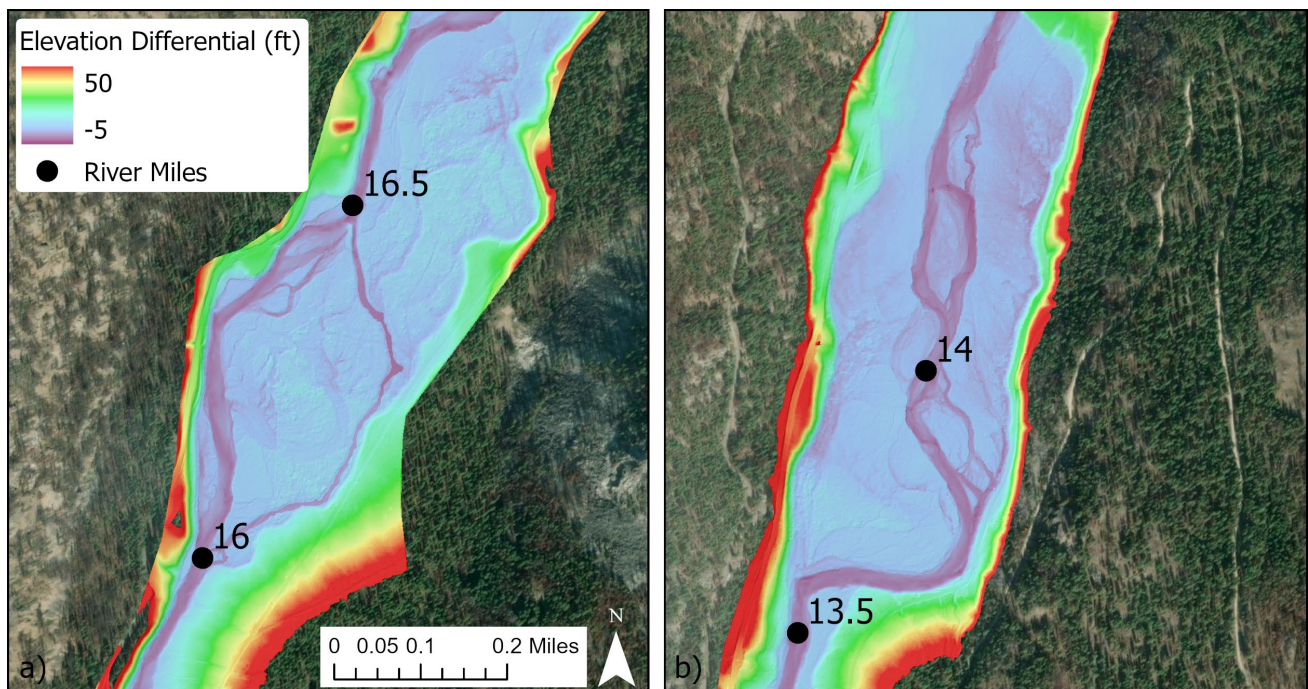 Elevation Differential (ft)
50
-5
River Miles
16.5
16
0 0.05 0.1 0.2 Miles
N
a)
14
13.5
b)